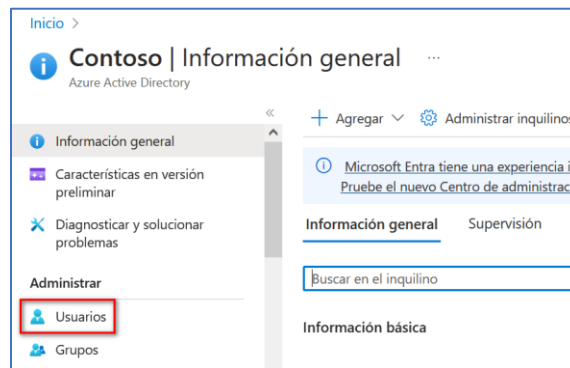 Inicio >
Contoso | Información general ...
Azure Active Directory
«
Información general
Características en versión
preliminar
Diagnosticar y solucionar
problemas
Administrar
Usuarios
Grupos
+ Agregar Administrar inquilinos
Microsoft Entra tiene una experiencia
Pruebe el nuevo Centro de
Información general Supervisión
Buscar en el inquilino
Información básica